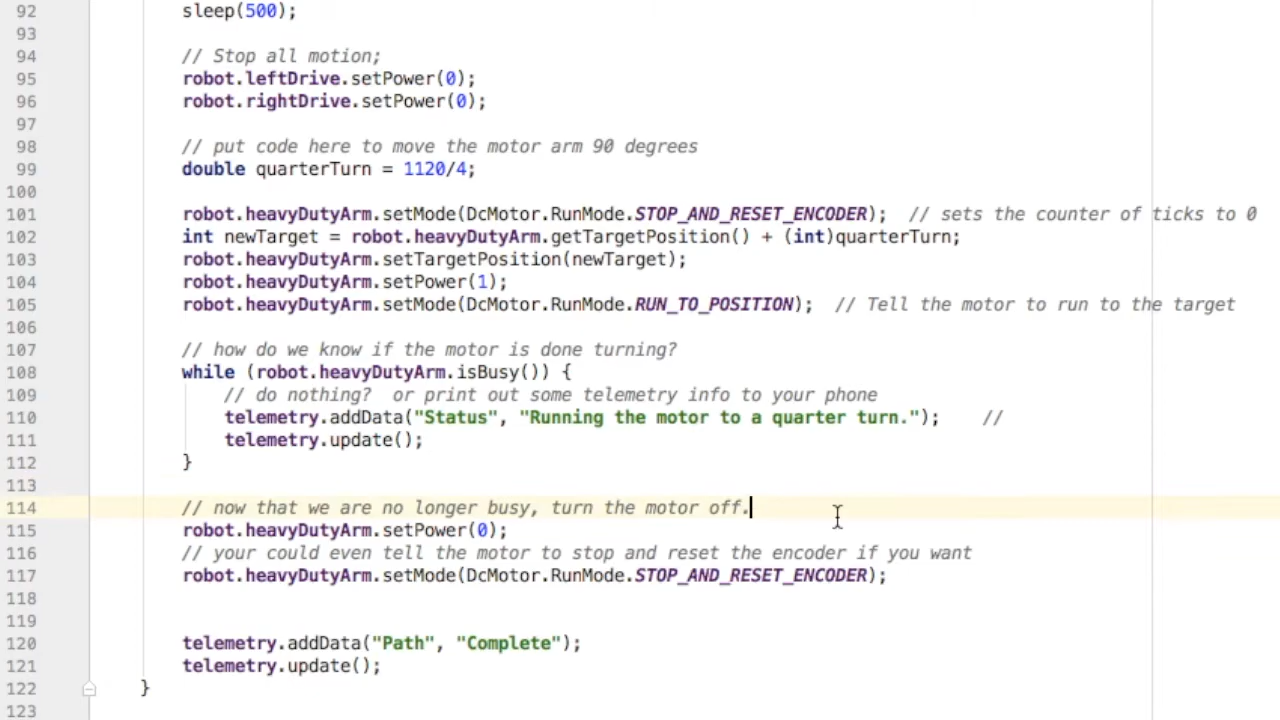 92 sleep(500);
93
94 // Stop all motion;
95 robot.leftDrive.setPower(0);
96 robot.rightDrive.setPower(0);
97
98 // put code here to move the motor arm 90 degrees
99 double quarterTurn = 1120/4;
100
101 robot.heavyDutyArm.setMode(DcMotor.RunMode.STOP_AND_RESET_ENCODER); // sets the counter of ticks to 0
102 int newTarget = robot.heavyDutyArm.getTargetPosition() + (int)quarterTurn;
103 robot.heavyDutyArm.setTargetPosition(newTarget);
104 robot.heavyDutyArm.setPower(1);
105 robot.heavyDutyArm.setMode(DcMotor.RunMode.RUN_TO_POSITION); // Tell the motor to run to the target
106
107 // how do we know if the motor is done turning?
108 while (robot.heavyDutyArm.isBusy()) {
109 // do nothing? or print out some telemetry info to your phone
110 telemetry.addData("Status", "Running the motor to a quarter turn."); //
111 telemetry.update();
112 }
113
114 // now that we are no longer busy, turn the motor off.
115 robot.heavyDutyArm.setPower(0);
116 // your could even tell the motor to stop and reset the encoder if you want
117 robot.heavyDutyArm.setMode(DcMotor.RunMode.STOP_AND_RESET_ENCODER);
118
119
120 telemetry.addData("Path", "Complete");
121 telemetry.update();
122 }
123